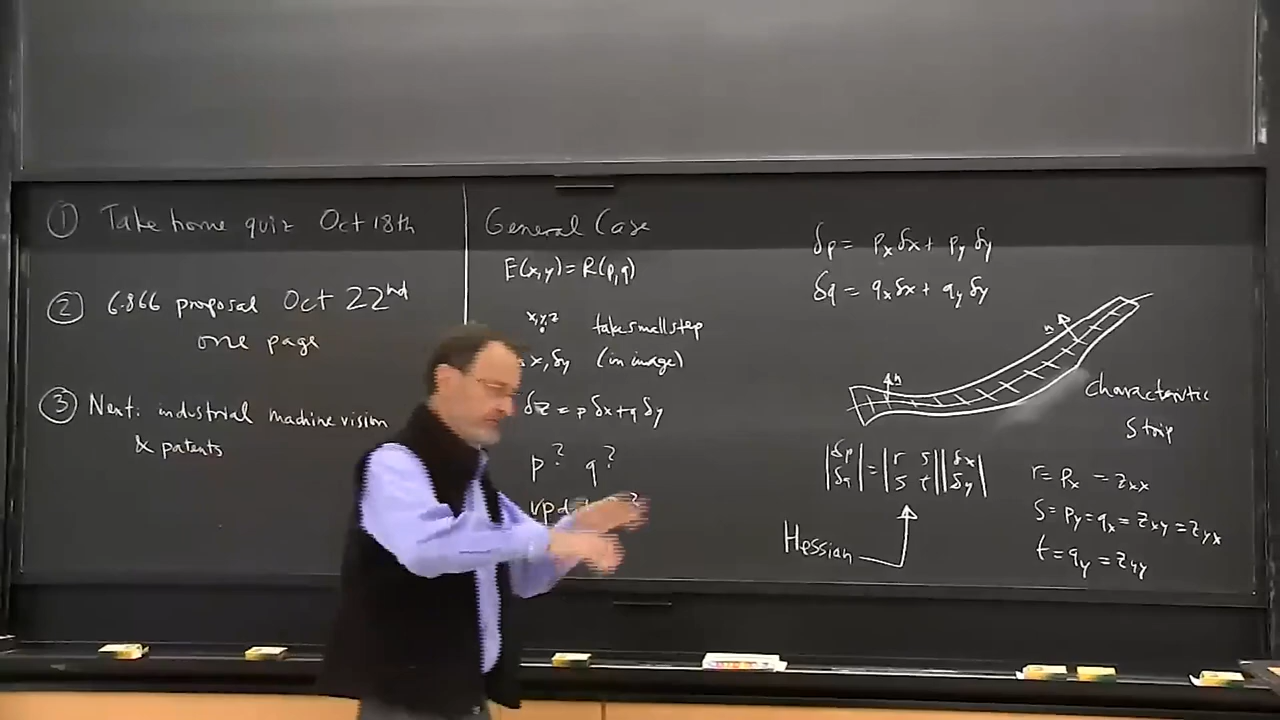 ① Take home quiz Oct 18th
② 6.866 proposal Oct 22nd
one page
③ Next: industrial machine vision
& patents
General Case
E(x,y) = R(p,q)
x,y,z take small step
x, δy (in image)
δz = p δx + q δy
p? q?
δp = px δx + py δy
δq = qx δx + qy δy
n
n
Characteristic
Strip
|δp| = |r s| |δx|
|δq| |s t| |δy|
Hessian
r = px = zxx
s = py = qx = zxy = zyx
t = qy = zyy